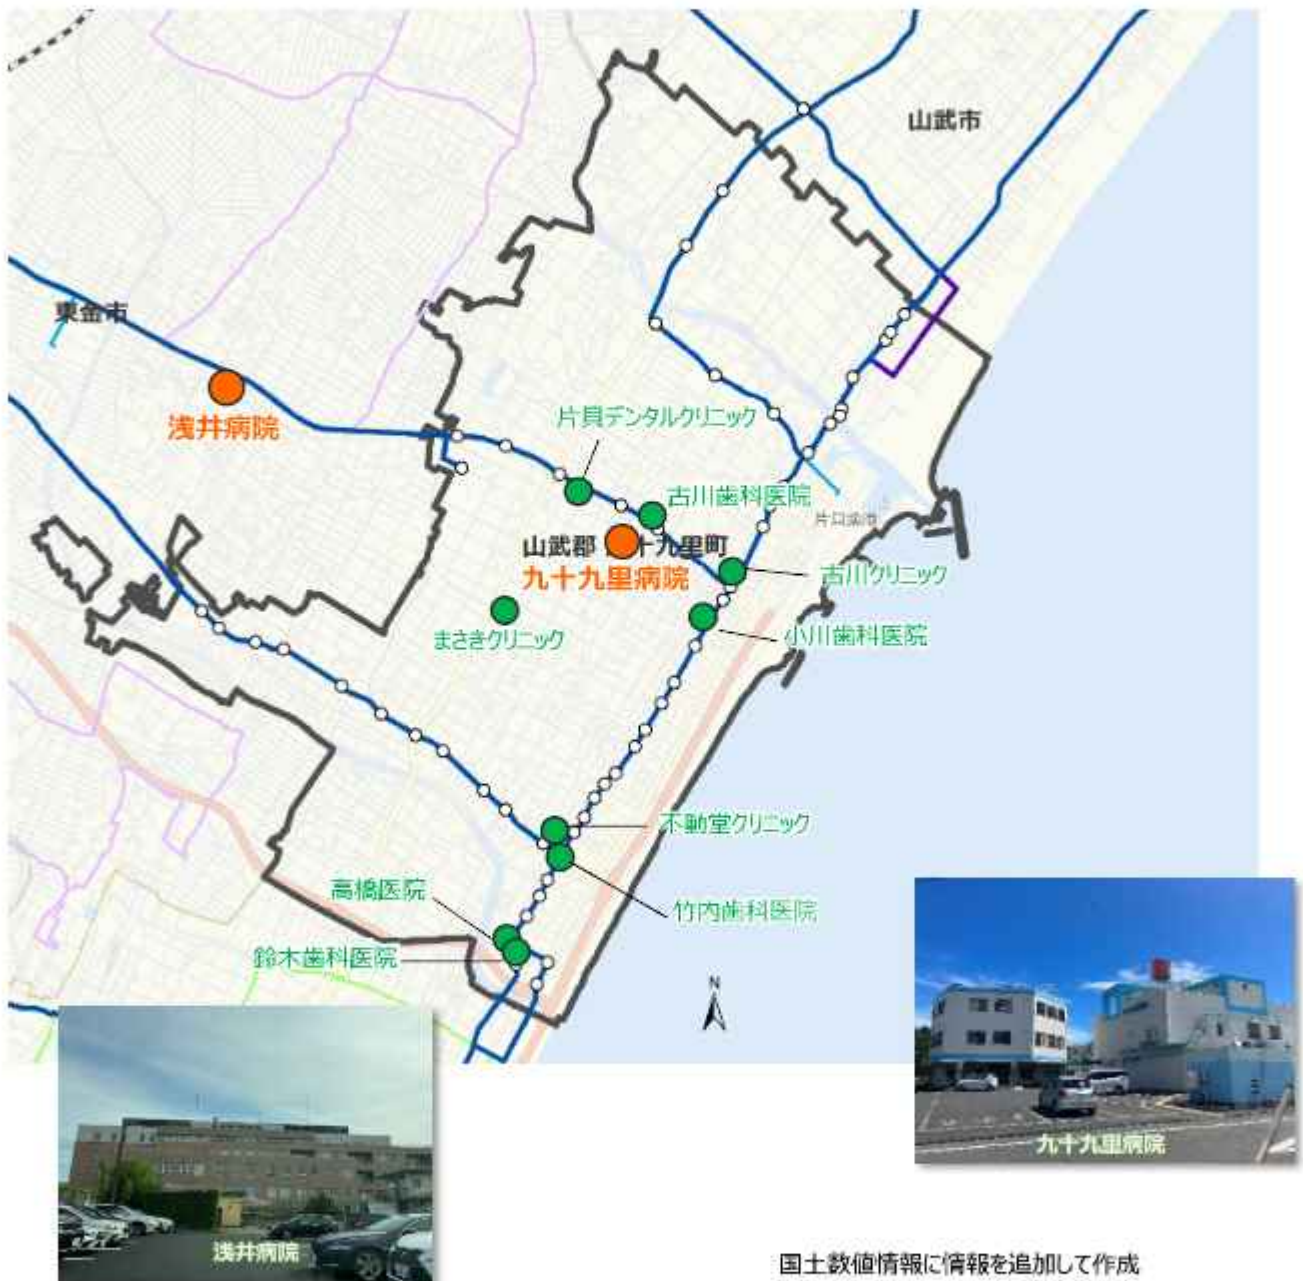 山武市
東金市
浅井病院
片貝デンタルクリニック
古川歯科医院
片貝漁港
山武郡 九十九里町
九十九里病院
古川クリニック
まさきクリニック
小川歯科医院
不動堂クリニック
高橋医院
竹内歯科医院
鈴木歯科医院
N
九十九里病院
浅井病院
国土数値情報に情報を追加して作成